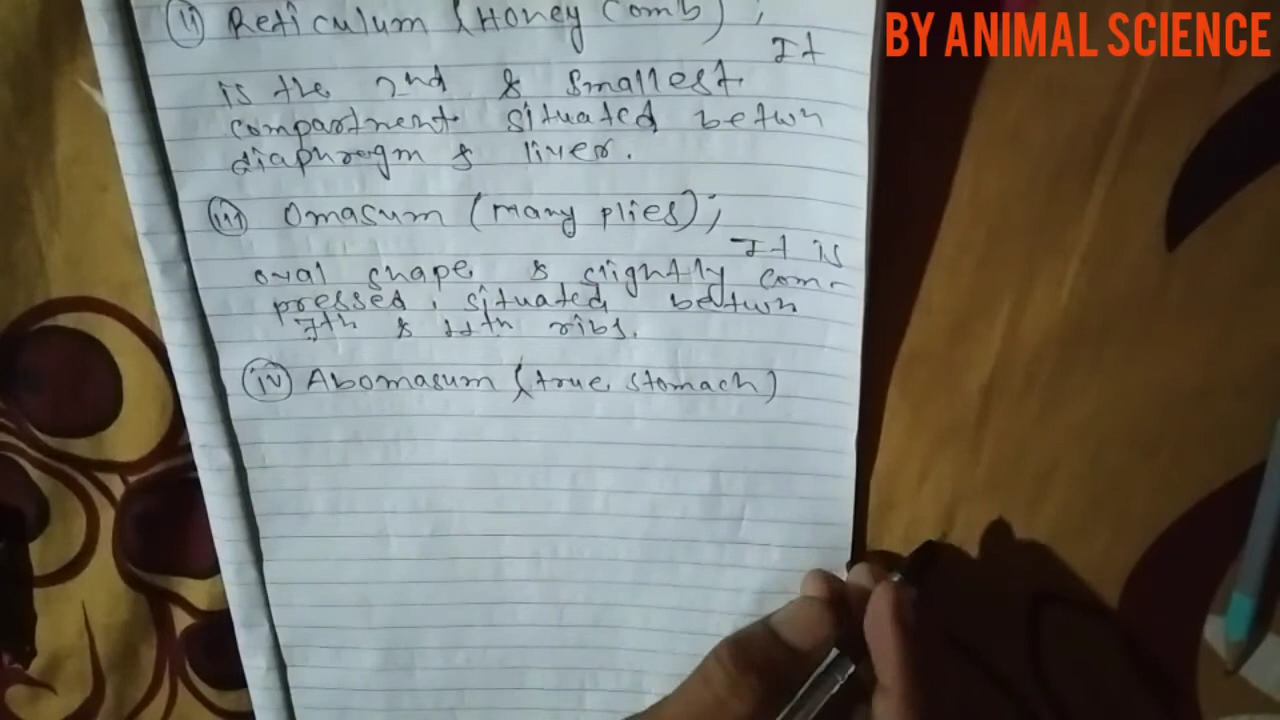 BY ANIMAL SCIENCE
(ii) Reticulum (Honey Comb) ;
It
is the 2nd & smallest
compartment situated betwn
diaphragm & liver.
(iii) Omasum (many plies) ;
It is
oval shape & slightly com-
pressed, situated betwn
7th & 11th ribs.
(iv) Abomasum (true stomach)